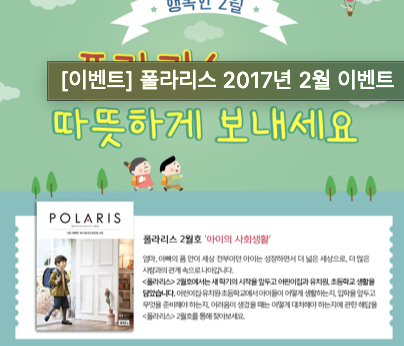 행복한 2월
[이벤트] 폴라리스 2017년 2월 이벤트
따뜻하게 보내세요
POLARIS
폴라리스 2월호 '아이의 사회생활'
엄마, 아빠의 품 안이 세상 전부이던 아이는 성장하면서 더 넓은 세상으로, 더 많은
사람과의 관계 속으로 나아갑니다.
<폴라리스> 2월호에서는 새 학기의 시작을 앞두고 어린이집과 유치원, 초등학교 생활을
담았습니다. 어린이집·유치원·초등학교에서 아이들이 어떻게 생활하는지, 입학을 앞두고
무엇을 준비해야 하는지, 어려움이 생겼을 때는 어떻게 대처해야 하는지에 관한 해답을
<폴라리스> 2월호를 통해 찾아보세요.